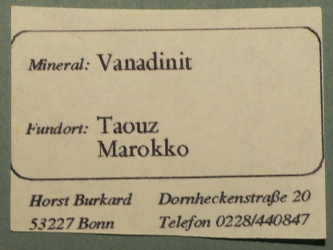 Mineral: Vanadinit
Fundort: Taouz
Marokko
Horst Burkard Dornheckenstraße 20
53227 Bonn Telefon 0228/440847